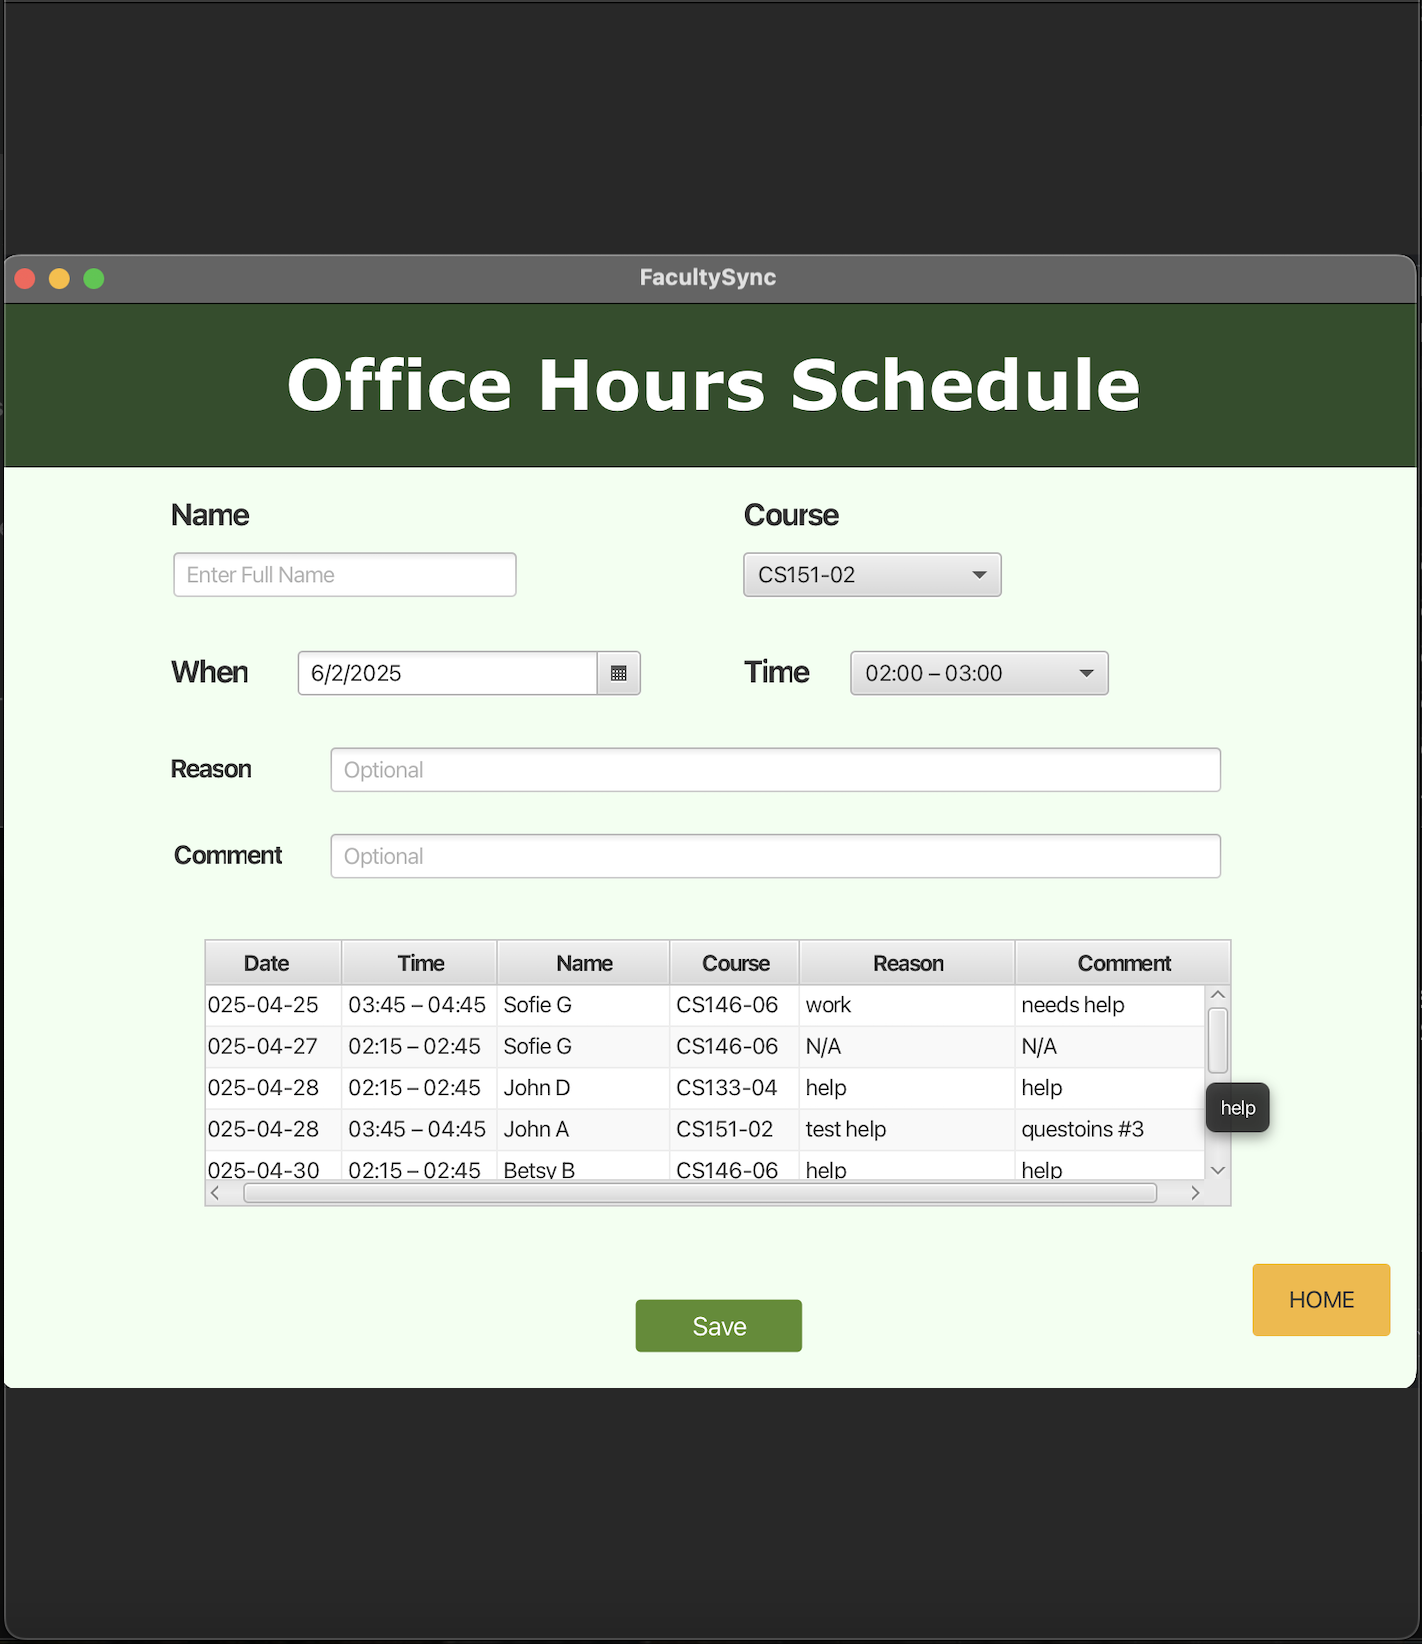 FacultySync
Office Hours Schedule
Name Course
Enter Full Name CS151-02
When 6/2/2025 Time 02:00 – 03:00
Reason Optional
Comment Optional
Date Time Name Course Reason Comment
025-04-25 03:45 – 04:45 Sofie G CS146-06 work needs help
025-04-27 02:15 – 02:45 Sofie G CS146-06 N/A N/A
025-04-28 02:15 – 02:45 John D CS133-04 help help
help
025-04-28 03:45 – 04:45 John A CS151-02 test help questoins #3
025-04-30 02:15 – 02:45 Betsy B CS146-06 help help
HOME
Save